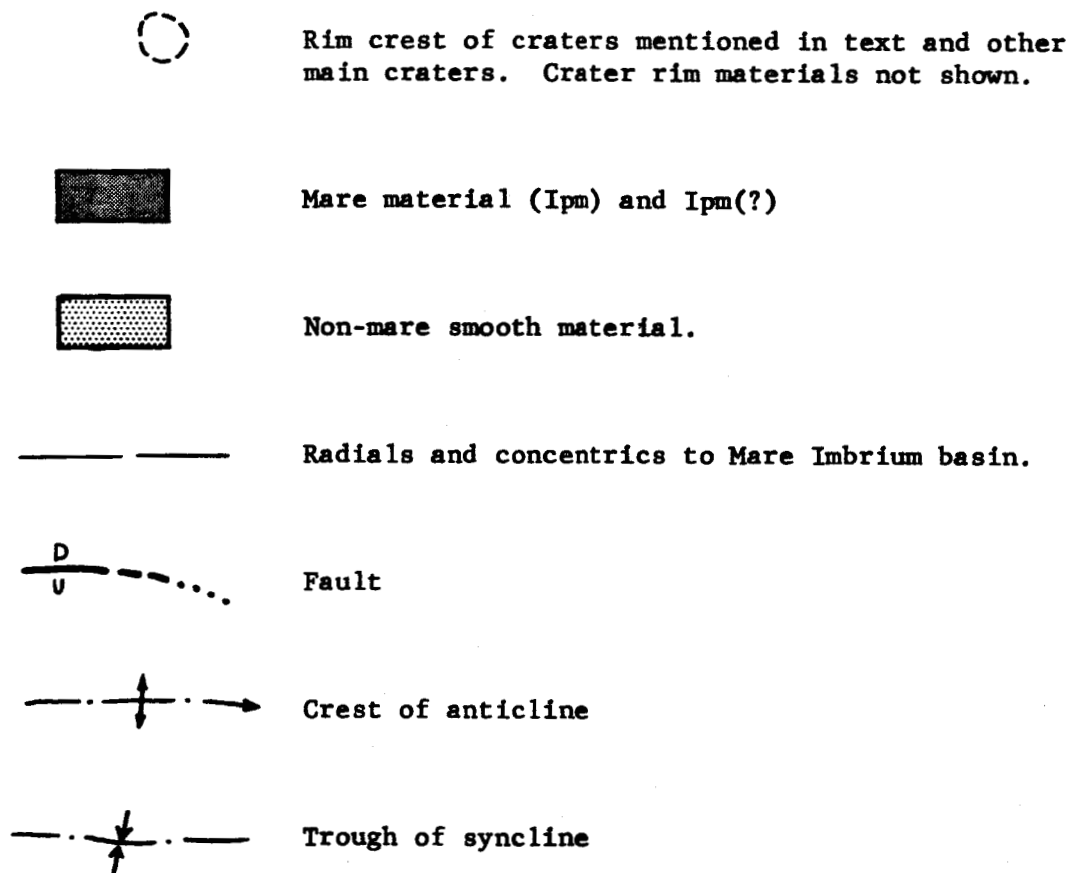 Rim crest of craters mentioned in text and other
main craters. Crater rim materials not shown.
Mare material (Ipm) and Ipm(?)
Non-mare smooth material.
Radials and concentrics to Mare Imbrium basin.
D
U
Fault
Crest of anticline
Trough of syncline